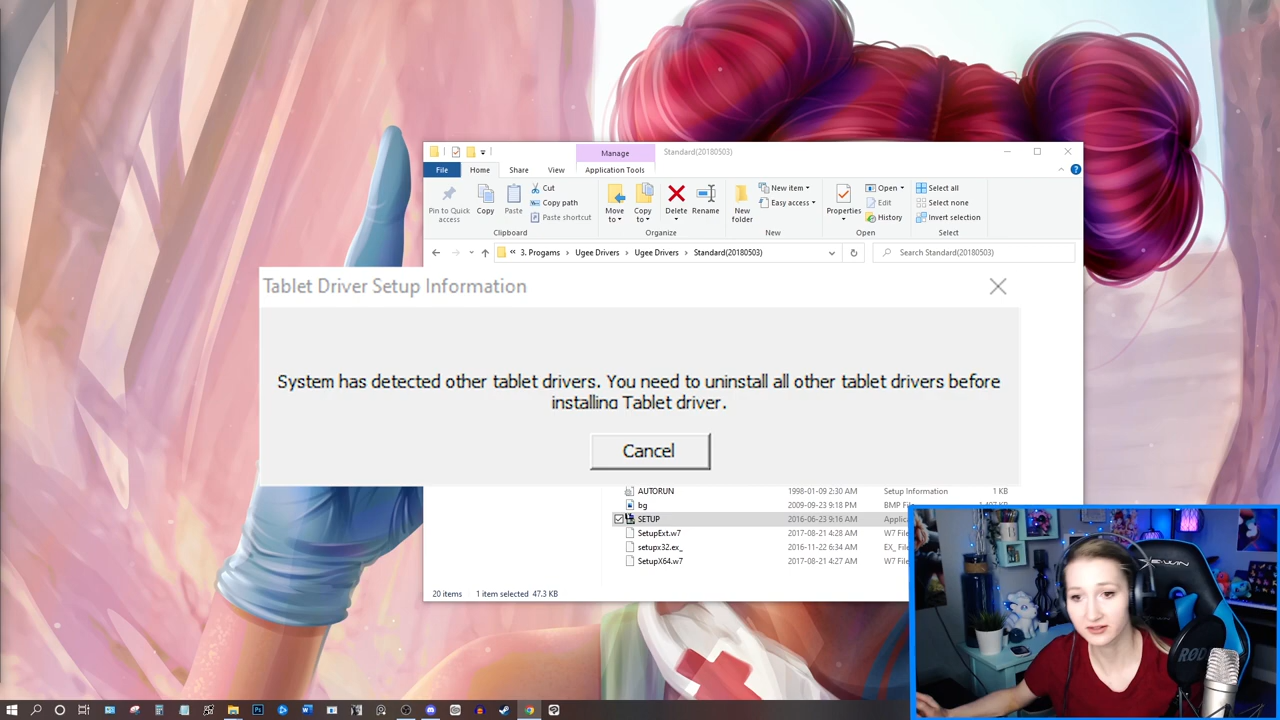 Manage
Standard(20180503)
File
Home
Share
View
Application Tools
Pin to Quick
access
Copy
Paste
Cut
Copy path
Paste shortcut
Clipboard
Move
to
Copy
to
Delete
Rename
Organize
New
folder
New item
Easy access
New
Properties
Open
Edit
History
Open
Select all
Select none
Invert selection
Select
3. Progams > Ugee Drivers > Ugee Drivers > Standard(20180503)
Search Standard(20180503)
Tablet Driver Setup Information
System has detected other tablet drivers. You need to uninstall all other tablet drivers before
installing Tablet driver.
Cancel
AUTORUN 1998-01-09 2:30 AM Setup Information 1 KB
bg 2009-09-23 9:18 PM BMP
SETUP 2016-06-23 9:16 AM
SetupExt.w7 2017-08-21 4:28 AM W7
setupx32.ex_ 2016-11-22 6:34 AM EX_
SetupX64.w7 2017-08-21 4:27 AM W7
20 items 1 item selected 47.3 KB
RØDE